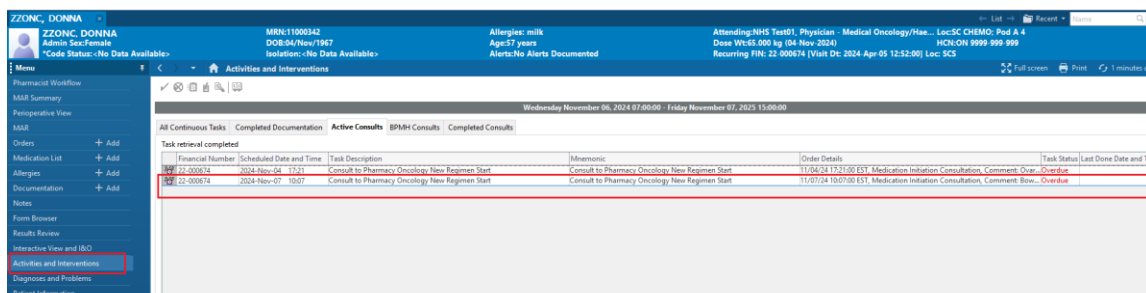 ZZONC, DONNA ×
← List → Recent ▾ Name
ZZONC, DONNA MRN:11000342 Allergies: milk Attending:NHS Test01, Physician - Medical Oncology/Hae... Loc:SC CHEMO; Pod A 4
Admin Sex:Female DOB:04/Nov/1967 Age:57 years Dose Wt:65.000 kg (04-Nov-2024) HCN:ON 9999-999-999
*Code Status:<No Data Available> Isolation:<No Data Available> Alerts:No Alerts Documented Recurring FIN: 22-000674 [Visit Dt: 2024-Apr-05 12:52:00] Loc: SCS
Menu Activities and Interventions Full screen Print 1 minutes a
Pharmacist Workflow
MAR Summary
Perioperative View
MAR
Orders + Add
Medication List + Add
Allergies + Add
Documentation + Add
Notes
Form Browser
Results Review
Interactive View and I&O
Activities and Interventions
Diagnoses and Problems
Patient Information
Wednesday November 06, 2024 07:00:00 - Friday November 07, 2025 15:00:00
All Continuous Tasks Completed Documentation Active Consults BPMH Consults Completed Consults
Task retrieval completed
Financial Number Scheduled Date and Time Task Description Mnemonic Order Details Task Status Last Done Date and T
22-000674 2024-Nov-04 17:21 Consult to Pharmacy Oncology New Regimen Start Consult to Pharmacy Oncology New Regimen Start 11/04/24 17:21:00 EST, Medication Initiation Consultation, Comment: Ovar... Overdue
22-000674 2024-Nov-07 10:07 Consult to Pharmacy Oncology New Regimen Start Consult to Pharmacy Oncology New Regimen Start 11/07/24 10:07:00 EST, Medication Initiation Consultation, Comment: Bow... Overdue